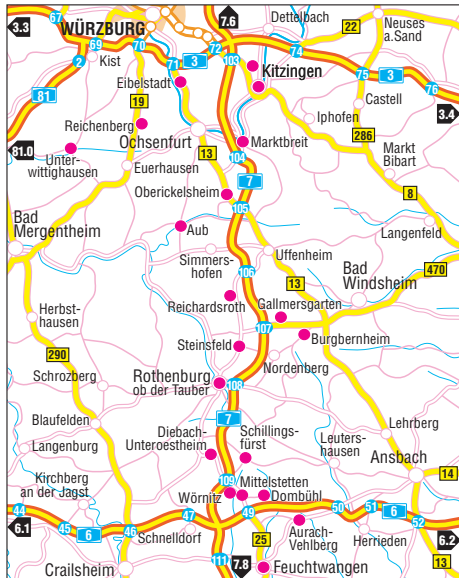 3.3
67
WÜRZBURG
7.6
Dettelbach
22
Neuses
a.Sand
69
70
72
74
2
Kist
71
3
103
Kitzingen
75
3
76
Eibelstadt
81
19
Castell
3.4
Iphofen
Reichenberg
Ochsenfurt
286
81.0
Marktbreit
Markt
Bibart
13
104
Unter-
wittighausen
Euerhausen
7
8
Oberickelsheim
105
Bad
Mergentheim
Aub
Langenfeld
Simmers-
hofen
Uffenheim
470
106
13
Bad
Windsheim
Reichardsroth
Gallmersgarten
Herbst-
hausen
107
Burgbernheim
290
Steinsfeld
Nordenberg
Schrozberg
Rothenburg
ob der Tauber
108
Blaufelden
7
Lehrberg
Diebach-
Unteroestheim
Schillings-
fürst
Leuters-
hausen
Langenburg
Ansbach
Kirchberg
an der Jagst
109
Mittelstetten
14
Wörnitz
Dombühl
44
50
51
6
6.1
45
6
46
47
49
52
6.2
Schnelldorf
25
Aurach-
Vehlberg
Herrieden
Crailsheim
111
7.8
Feuchtwangen
13